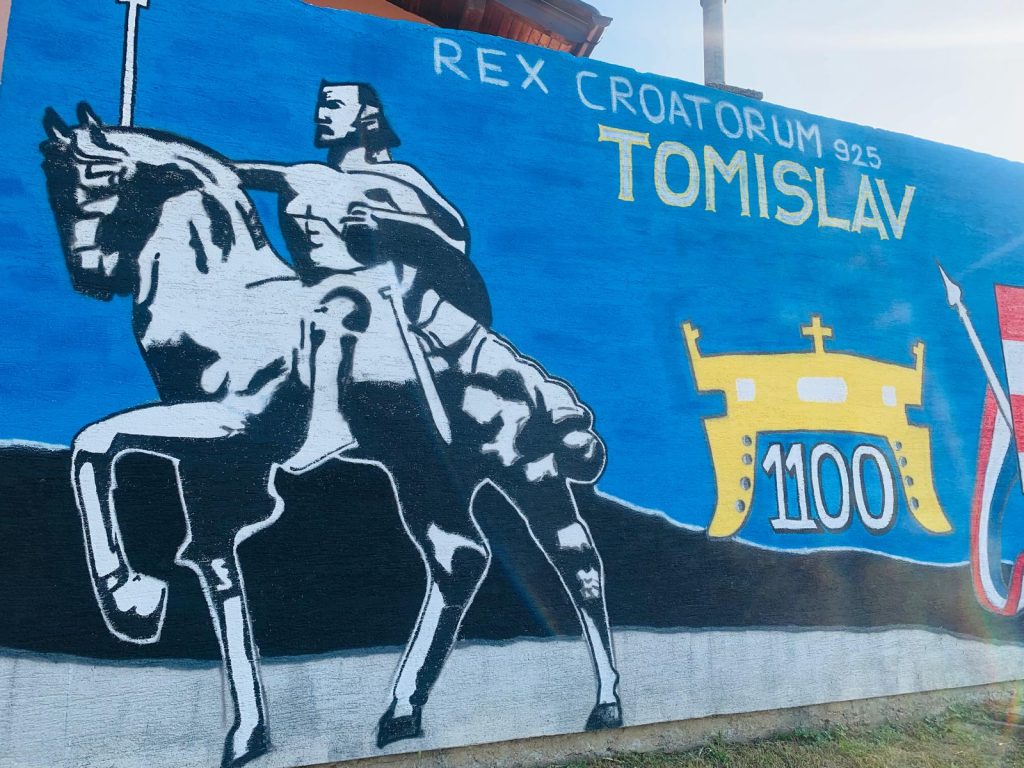 REX CROATORUM 925
TOMISLAV
1100